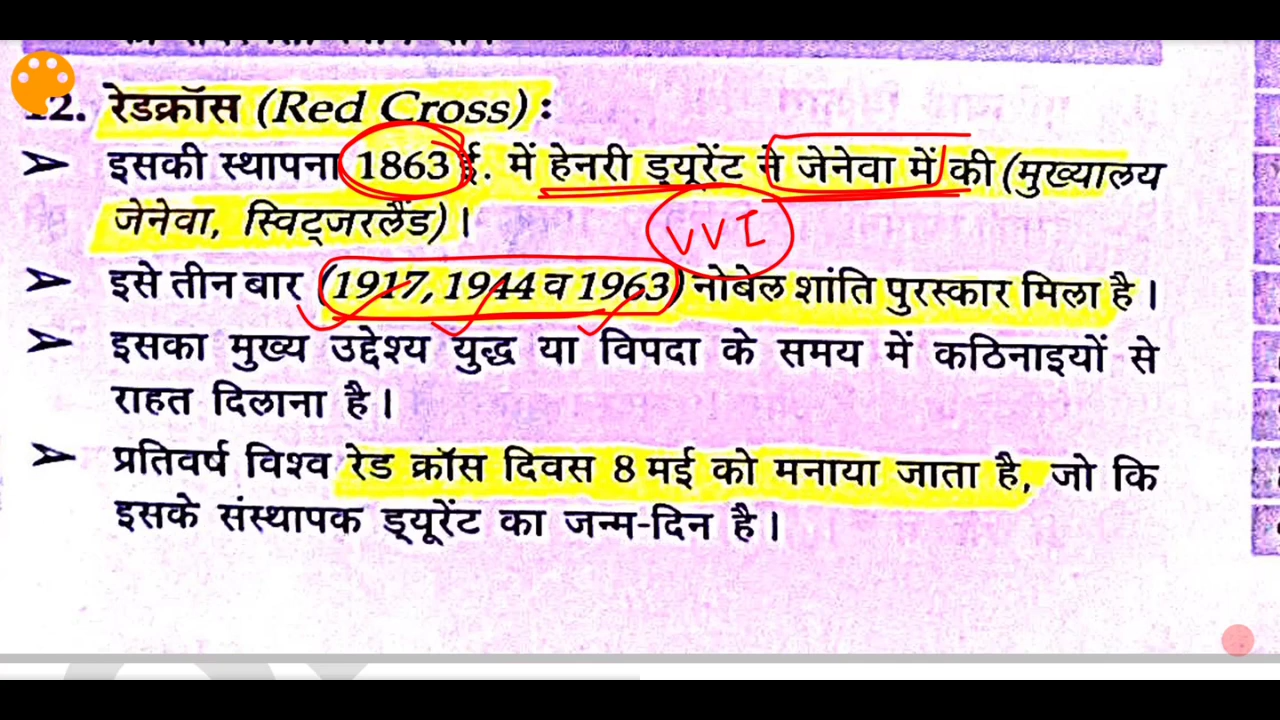 2. रेडक्रॉस (Red Cross) :
➢ इसकी स्थापना 1863 ई. में हेनरी ड्यूरेंट ने जेनेवा में की (मुख्यालय
जेनेवा, स्विट्जरलैंड)।
VVI
➢ इसे तीन बार (1917, 1944 व 1963) नोबेल शांति पुरस्कार मिला है।
➢ इसका मुख्य उद्देश्य युद्ध या विपदा के समय में कठिनाइयों से
राहत दिलाना है।
➢ प्रतिवर्ष विश्व रेड क्रॉस दिवस 8 मई को मनाया जाता है, जो कि
इसके संस्थापक ड्यूरेंट का जन्म-दिन है।